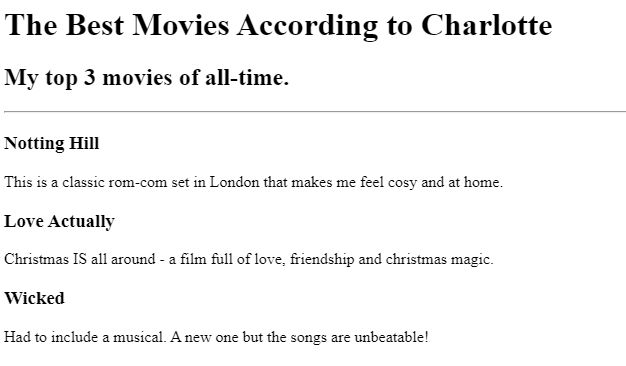 The Best Movies According to Charlotte
My top 3 movies of all-time.
Notting Hill
This is a classic rom-com set in London that makes me feel cosy and at home.
Love Actually
Christmas IS all around - a film full of love, friendship and christmas magic.
Wicked
Had to include a musical. A new one but the songs are unbeatable!